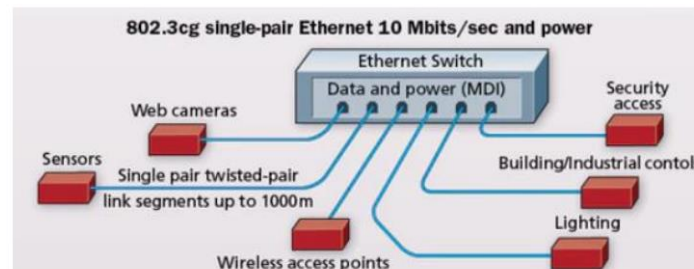 802.3cg single-pair Ethernet 10 Mbits/sec and power
Ethernet Switch
Data and power (MDI)
Web cameras
Security
access
Sensors
Single pair twisted-pair
link segments up to 1000m
Building/Industrial contol
Lighting
Wireless access points